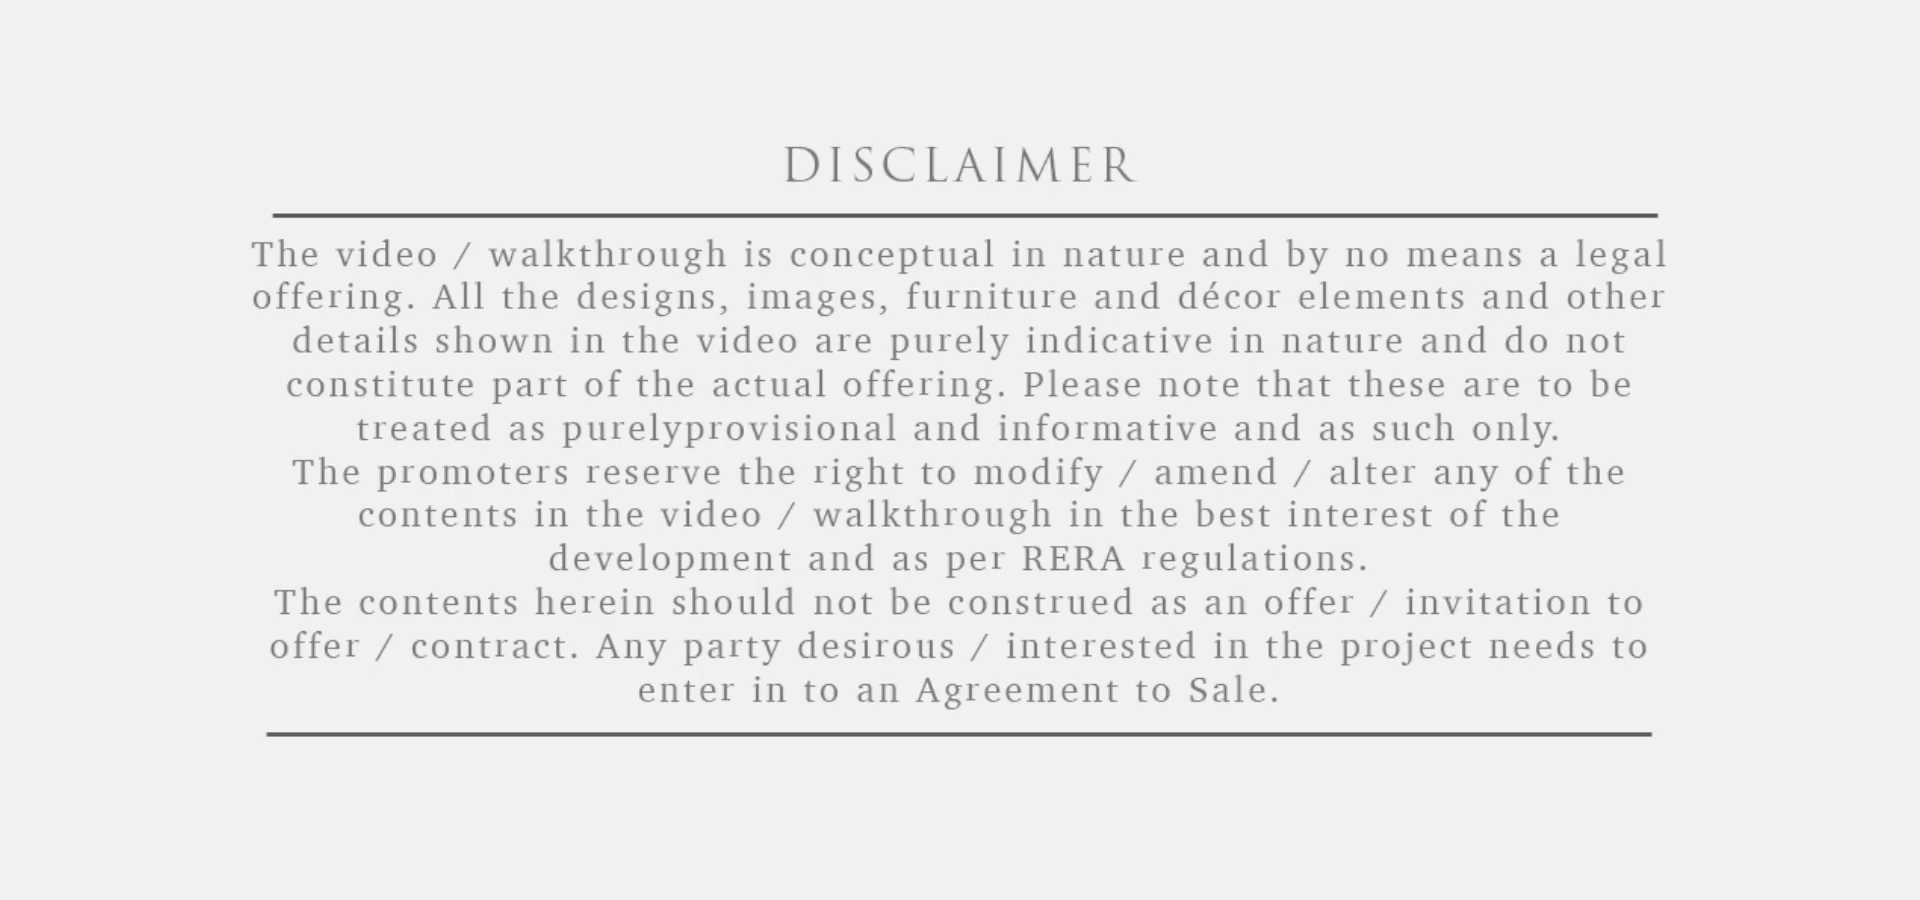 DISCLAIMER
The video / walkthrough is conceptual in nature and by no means a legal
offering. All the designs, images, furniture and décor elements and other
details shown in the video are purely indicative in nature and do not
constitute part of the actual offering. Please note that these are to be
treated as purelyprovisional and informative and as such only.
The promoters reserve the right to modify / amend / alter any of the
contents in the video / walkthrough in the best interest of the
development and as per RERA regulations.
The contents herein should not be construed as an offer / invitation to
offer / contract. Any party desirous / interested in the project needs to
enter in to an Agreement to Sale.